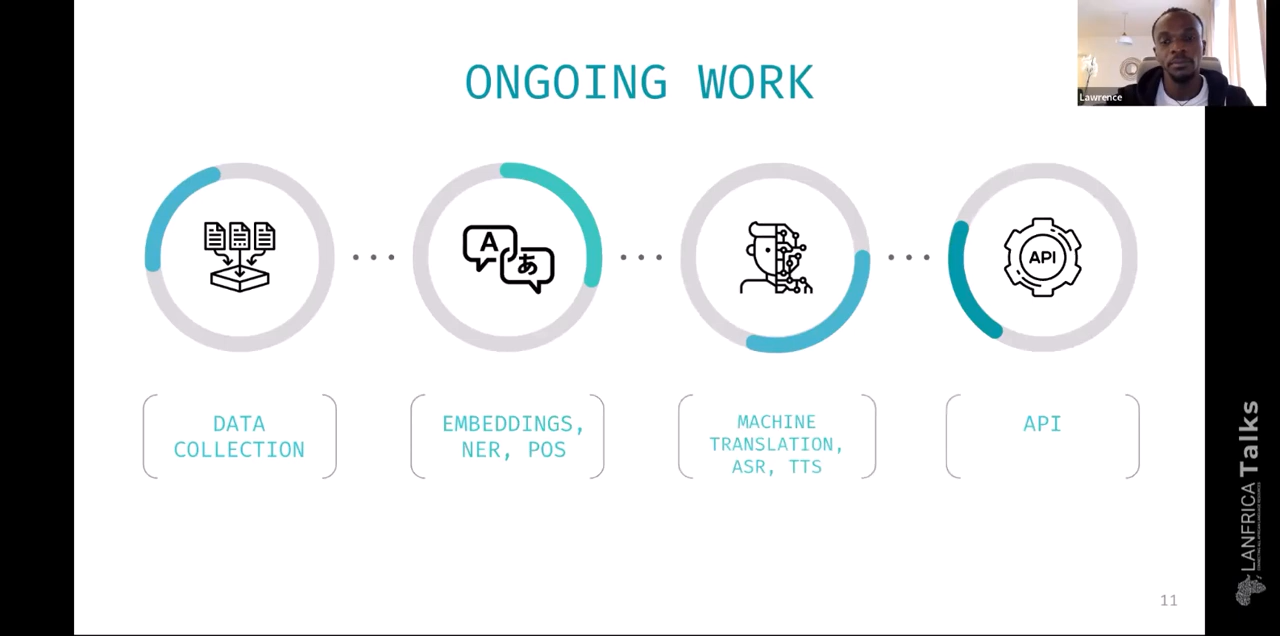 ONGOING WORK
Lawrence
A
あ
API
DATA
COLLECTION
EMBEDDINGS,
NER, POS
MACHINE
TRANSLATION,
ASR, TTS
API
11
LANFRICA Talks